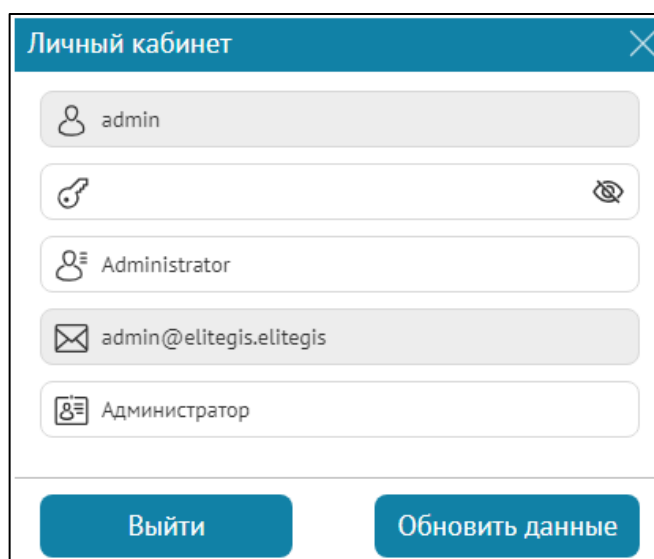 Личный кабинет
admin
Administrator
admin@elitegis.elitegis
Администратор
Выйти
Обновить данные